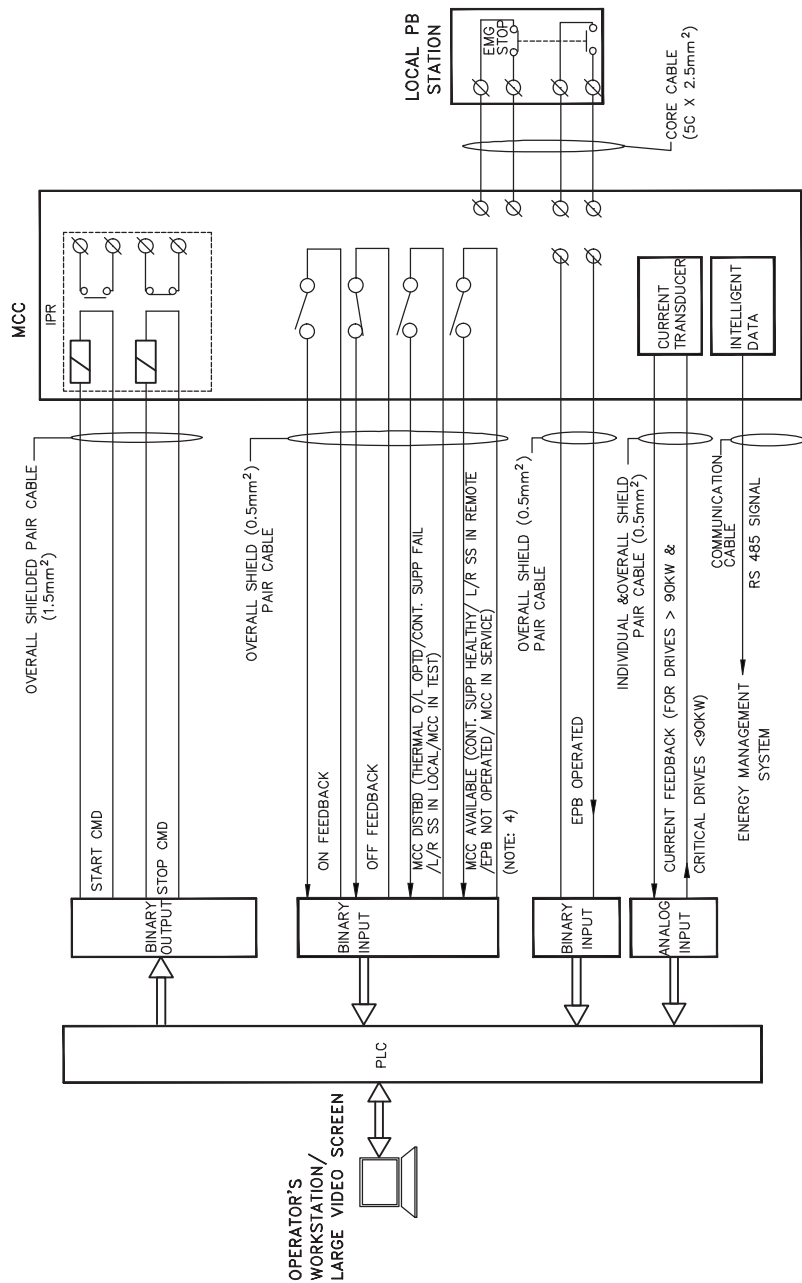 OPERATOR'S
WORKSTATION/
LARGE VIDEO SCREEN
PLC
BINARY
OUTPUT
START CMD
STOP CMD
OVERALL SHIELDED PAIR CABLE
(1.5mm²)
MCC
IPR
BINARY
INPUT
ON FEEDBACK
OFF FEEDBACK
MCC DISTBD (THERMAL O/L OPTD/CONT. SUPP FAIL
/L/R SS IN LOCAL/MCC IN TEST)
MCC AVAILABLE (CONT. SUPP HEALTHY/ L/R SS IN REMOTE
/EPB NOT OPERATED/ MCC IN SERVICE)
(NOTE: 4)
OVERALL SHIELD (0.5mm²)
PAIR CABLE
BINARY
INPUT
EPB OPERATED
OVERALL SHIELD (0.5mm²)
PAIR CABLE
ANALOG
INPUT
CURRENT FEEDBACK (FOR DRIVES > 90KW &
CRITICAL DRIVES <90KW)
INDIVIDUAL &OVERALL SHIELD
PAIR CABLE (0.5mm²)
CURRENT
TRANSDUCER
ENERGY MANAGEMENT
SYSTEM
COMMUNICATION
CABLE
RS 485 SIGNAL
INTELLIGENT
DATA
LOCAL PB
STATION
EMG
STOP
CORE CABLE
(5C X 2.5mm²)